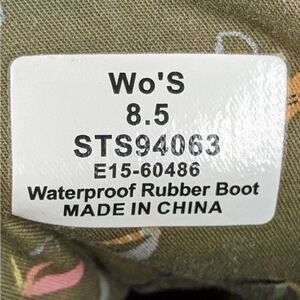 Wo'S
8.5
STS94063
E15-60486
Waterproof Rubber Boot
MADE IN CHINA